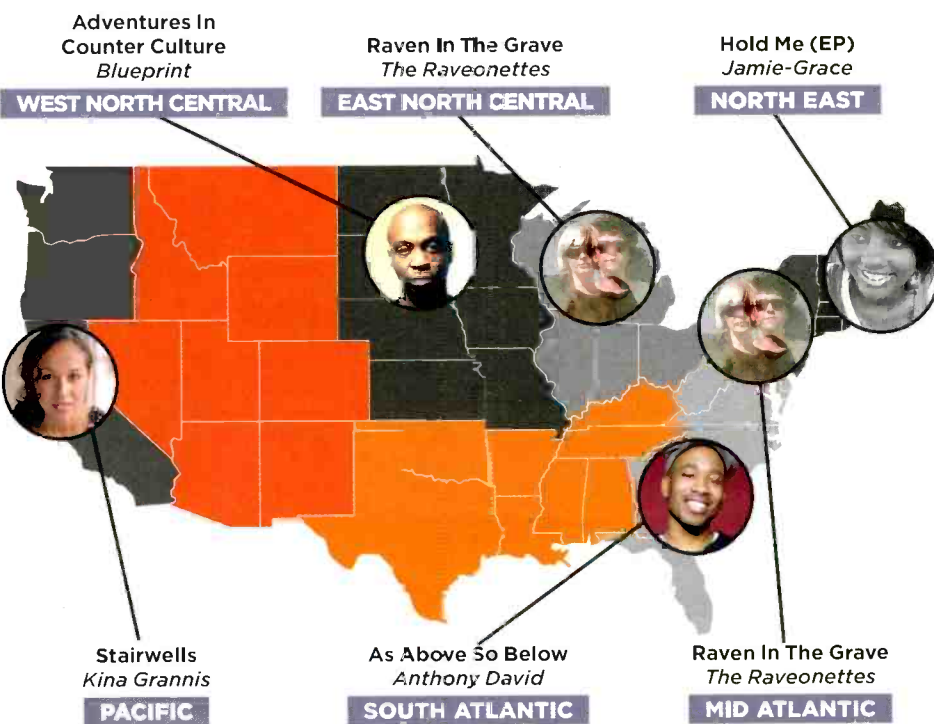 Adventures In
Counter Culture
Blueprint
WEST NORTH CENTRAL
Raven In The Grave
The Raveonettes
EAST NORTH CENTRAL
Hold Me (EP)
Jamie-Grace
NORTH EAST
Stairwells
Kina Grannis
PACIFIC
As Above So Below
Anthony David
SOUTH ATLANTIC
Raven In The Grave
The Raveonettes
MID ATLANTIC